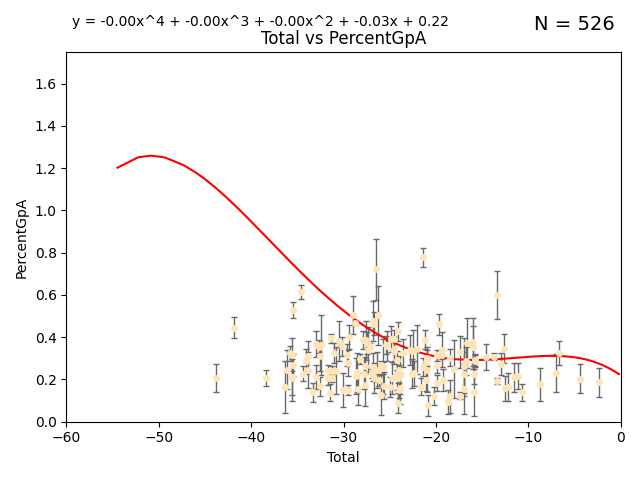 y = -0.00x^4 + -0.00x^3 + -0.00x^2 + -0.03x + 0.22
N = 526
Total vs PercentGpA
1.6
1.4
1.2
1.0
0.8
0.6
0.4
0.2
0.0
PercentGpA
−60 −50 −40 −30 −20 −10 0
Total